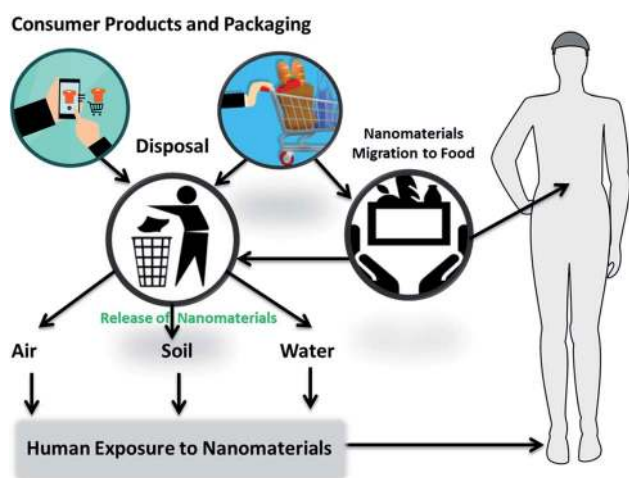 Consumer Products and Packaging
Disposal
Nanomaterials
Migration to Food
Release of Nanomaterials
Air
Soil
Water
Human Exposure to Nanomaterials